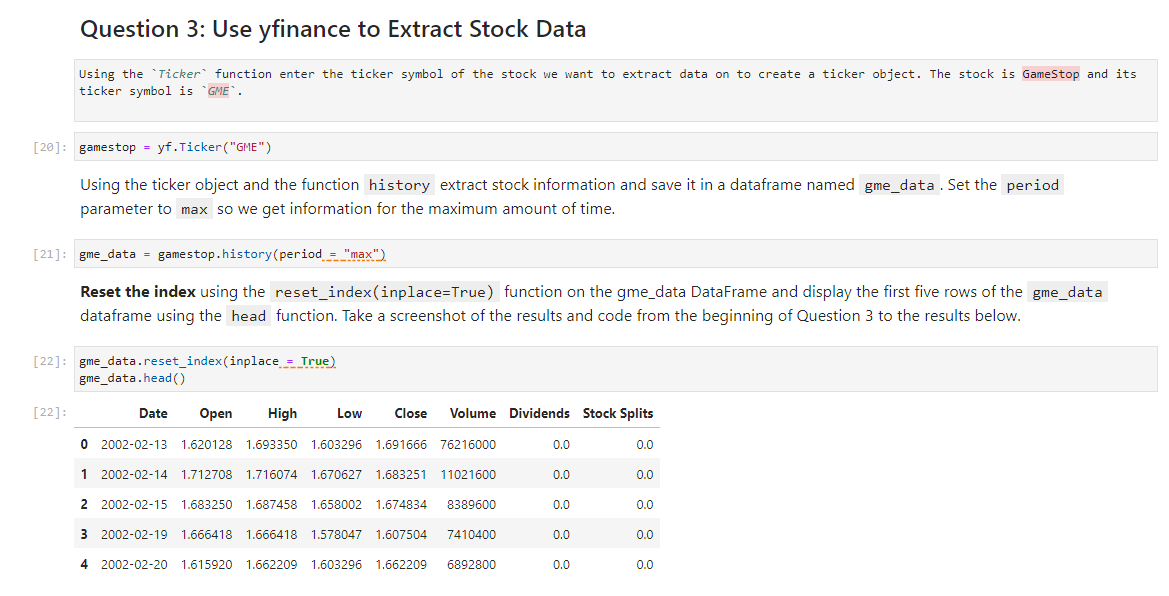 Question 3: Use yfinance to Extract Stock Data
Using the `Ticker` function enter the ticker symbol of the stock we want to extract data on to create a ticker object. The stock is GameStop and its
ticker symbol is `GME`.
[20]: gamestop = yf.Ticker("GME")
Using the ticker object and the function history extract stock information and save it in a dataframe named gme_data . Set the period
parameter to max so we get information for the maximum amount of time.
[21]: gme_data = gamestop.history(period = "max")
Reset the index using the reset_index(inplace=True) function on the gme_data DataFrame and display the first five rows of the gme_data
dataframe using the head function. Take a screenshot of the results and code from the beginning of Question 3 to the results below.
[22]: gme_data.reset_index(inplace = True)
gme_data.head()
[22]: Date Open High Low Close Volume Dividends Stock Splits
0 2002-02-13 1.620128 1.693350 1.603296 1.691666 76216000 0.0 0.0
1 2002-02-14 1.712708 1.716074 1.670627 1.683251 11021600 0.0 0.0
2 2002-02-15 1.683250 1.687458 1.658002 1.674834 8389600 0.0 0.0
3 2002-02-19 1.666418 1.666418 1.578047 1.607504 7410400 0.0 0.0
4 2002-02-20 1.615920 1.662209 1.603296 1.662209 6892800 0.0 0.0